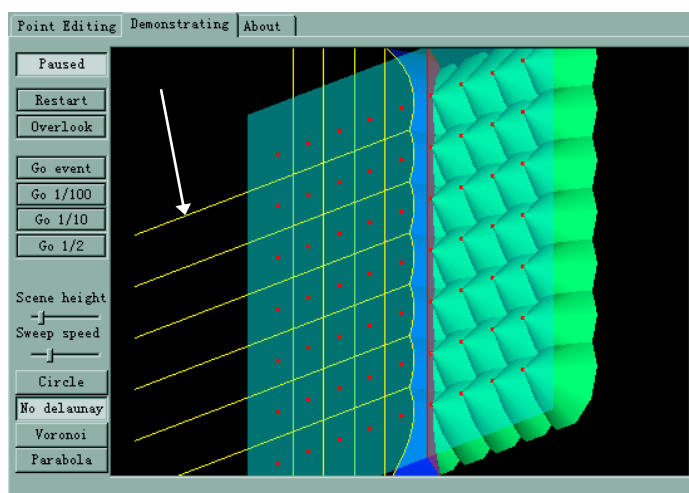 Point Editing Demonstrating About
Paused
Restart
Overlook
Go event
Go 1/100
Go 1/10
Go 1/2
Scene height
Sweep speed
Circle
No delaunay
Voronoi
Parabola